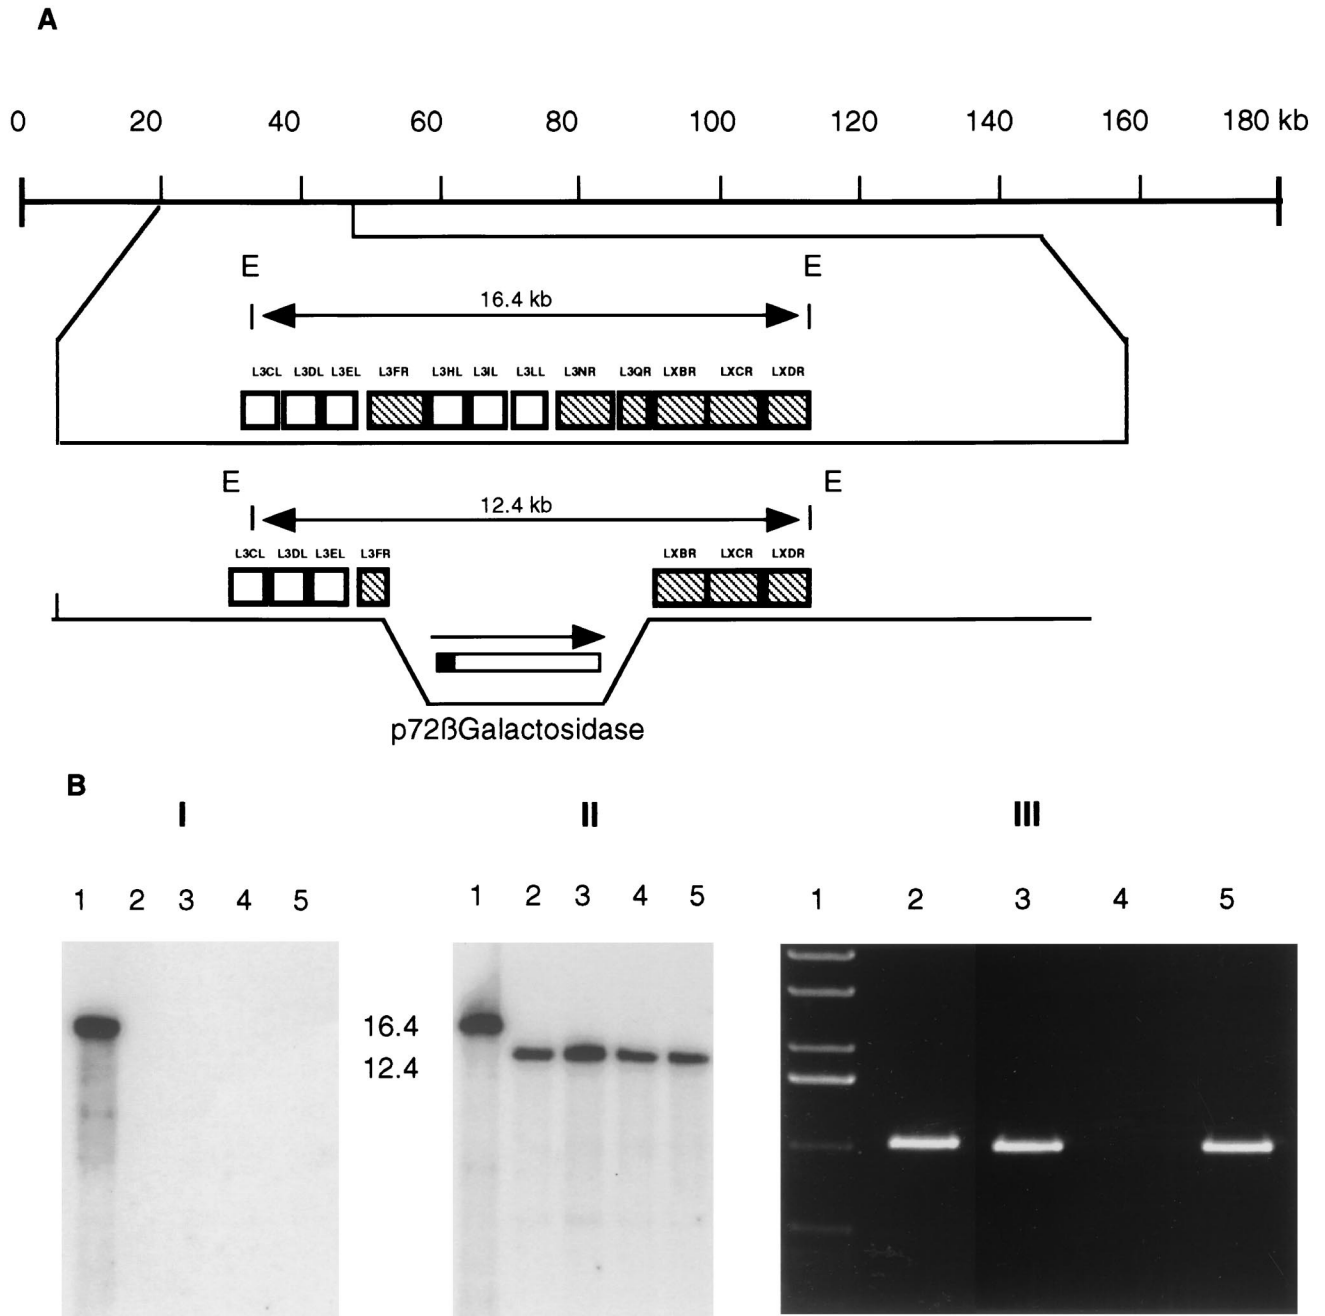 A
0 20 40 60 80 100 120 140 160 180 kb
E E
16.4 kb
L3CL L3DL L3EL L3FR L3HL L3IL L3LL L3NR L3QR LXBR LXCR LXDR
E E
12.4 kb
L3CL L3DL L3EL L3FR LXBR LXCR LXDR
p72ßGalactosidase
B
I II III
1 2 3 4 5 1 2 3 4 5 1 2 3 4 5
16.4
12.4